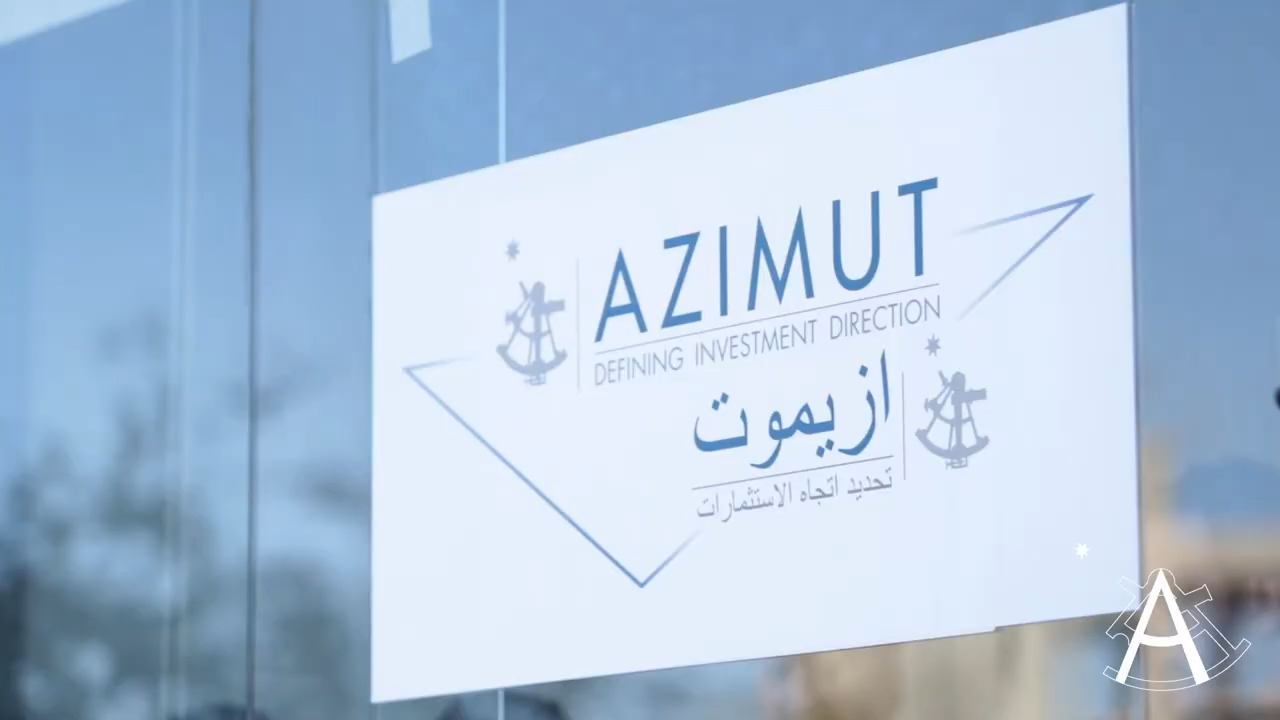 AZIMUT
DEFINING INVESTMENT DIRECTION
ازيموت
تحديد اتجاه الاستثمارات
A